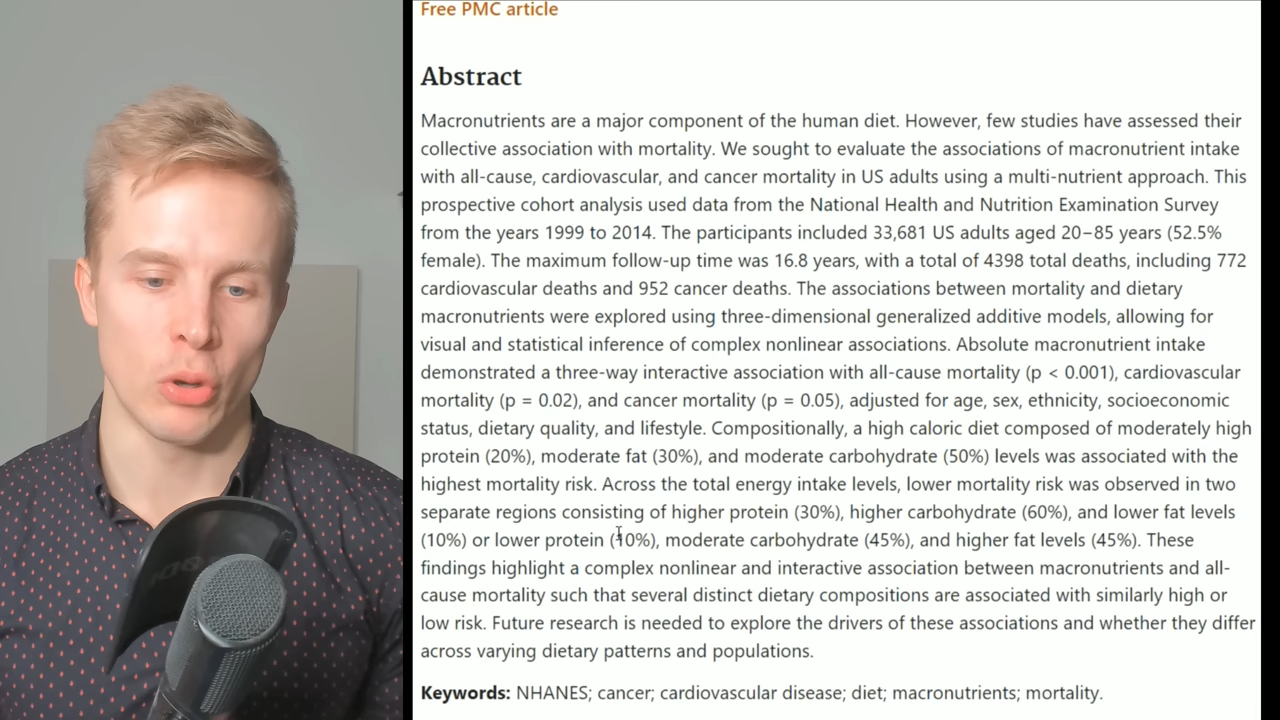 Free PMC article
Abstract
Macronutrients are a major component of the human diet. However, few studies have assessed their
collective association with mortality. We sought to evaluate the associations of macronutrient intake
with all-cause, cardiovascular, and cancer mortality in US adults using a multi-nutrient approach. This
prospective cohort analysis used data from the National Health and Nutrition Examination Survey
from the years 1999 to 2014. The participants included 33,681 US adults aged 20–85 years (52.5%
female). The maximum follow-up time was 16.8 years, with a total of 4398 total deaths, including 772
cardiovascular deaths and 952 cancer deaths. The associations between mortality and dietary
macronutrients were explored using three-dimensional generalized additive models, allowing for
visual and statistical inference of complex nonlinear associations. Absolute macronutrient intake
demonstrated a three-way interactive association with all-cause mortality (p < 0.001), cardiovascular
mortality (p = 0.02), and cancer mortality (p = 0.05), adjusted for age, sex, ethnicity, socioeconomic
status, dietary quality, and lifestyle. Compositionally, a high caloric diet composed of moderately high
protein (20%), moderate fat (30%), and moderate carbohydrate (50%) levels was associated with the
highest mortality risk. Across the total energy intake levels, lower mortality risk was observed in two
separate regions consisting of higher protein (30%), higher carbohydrate (60%), and lower fat levels
(10%) or lower protein (10%), moderate carbohydrate (45%), and higher fat levels (45%). These
findings highlight a complex nonlinear and interactive association between macronutrients and all-
cause mortality such that several distinct dietary compositions are associated with similarly high or
low risk. Future research is needed to explore the drivers of these associations and whether they differ
across varying dietary patterns and populations.
Keywords: NHANES; cancer; cardiovascular disease; diet; macronutrients; mortality.